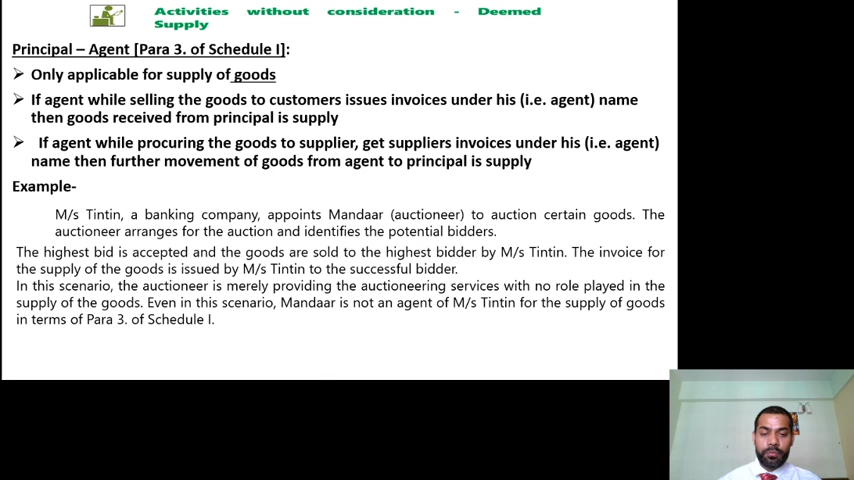 Activities without consideration - Deemed
Supply
Principal – Agent [Para 3. of Schedule I]:
➢ Only applicable for supply of goods
➢ If agent while selling the goods to customers issues invoices under his (i.e. agent) name
then goods received from principal is supply
➢ If agent while procuring the goods to supplier, get suppliers invoices under his (i.e. agent)
name then further movement of goods from agent to principal is supply
Example-
M/s Tintin, a banking company, appoints Mandaar (auctioneer) to auction certain goods. The
auctioneer arranges for the auction and identifies the potential bidders.
The highest bid is accepted and the goods are sold to the highest bidder by M/s Tintin. The invoice for
the supply of the goods is issued by M/s Tintin to the successful bidder.
In this scenario, the auctioneer is merely providing the auctioneering services with no role played in the
supply of the goods. Even in this scenario, Mandaar is not an agent of M/s Tintin for the supply of goods
in terms of Para 3. of Schedule I.